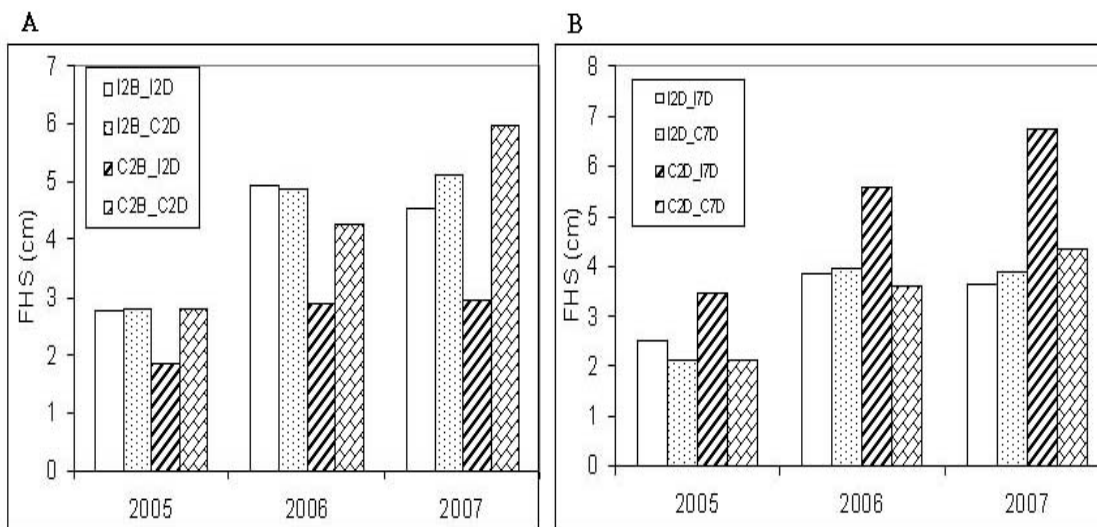 A
7
6
5
4
3
2
1
0
FHS (cm)
I2B_I2D
I2B_C2D
C2B_I2D
C2B_C2D
2005 2006 2007
B
8
7
6
5
4
3
2
1
0
FHS (cm)
I2D_I7D
I2D_C7D
C2D_I7D
C2D_C7D
2005 2006 2007